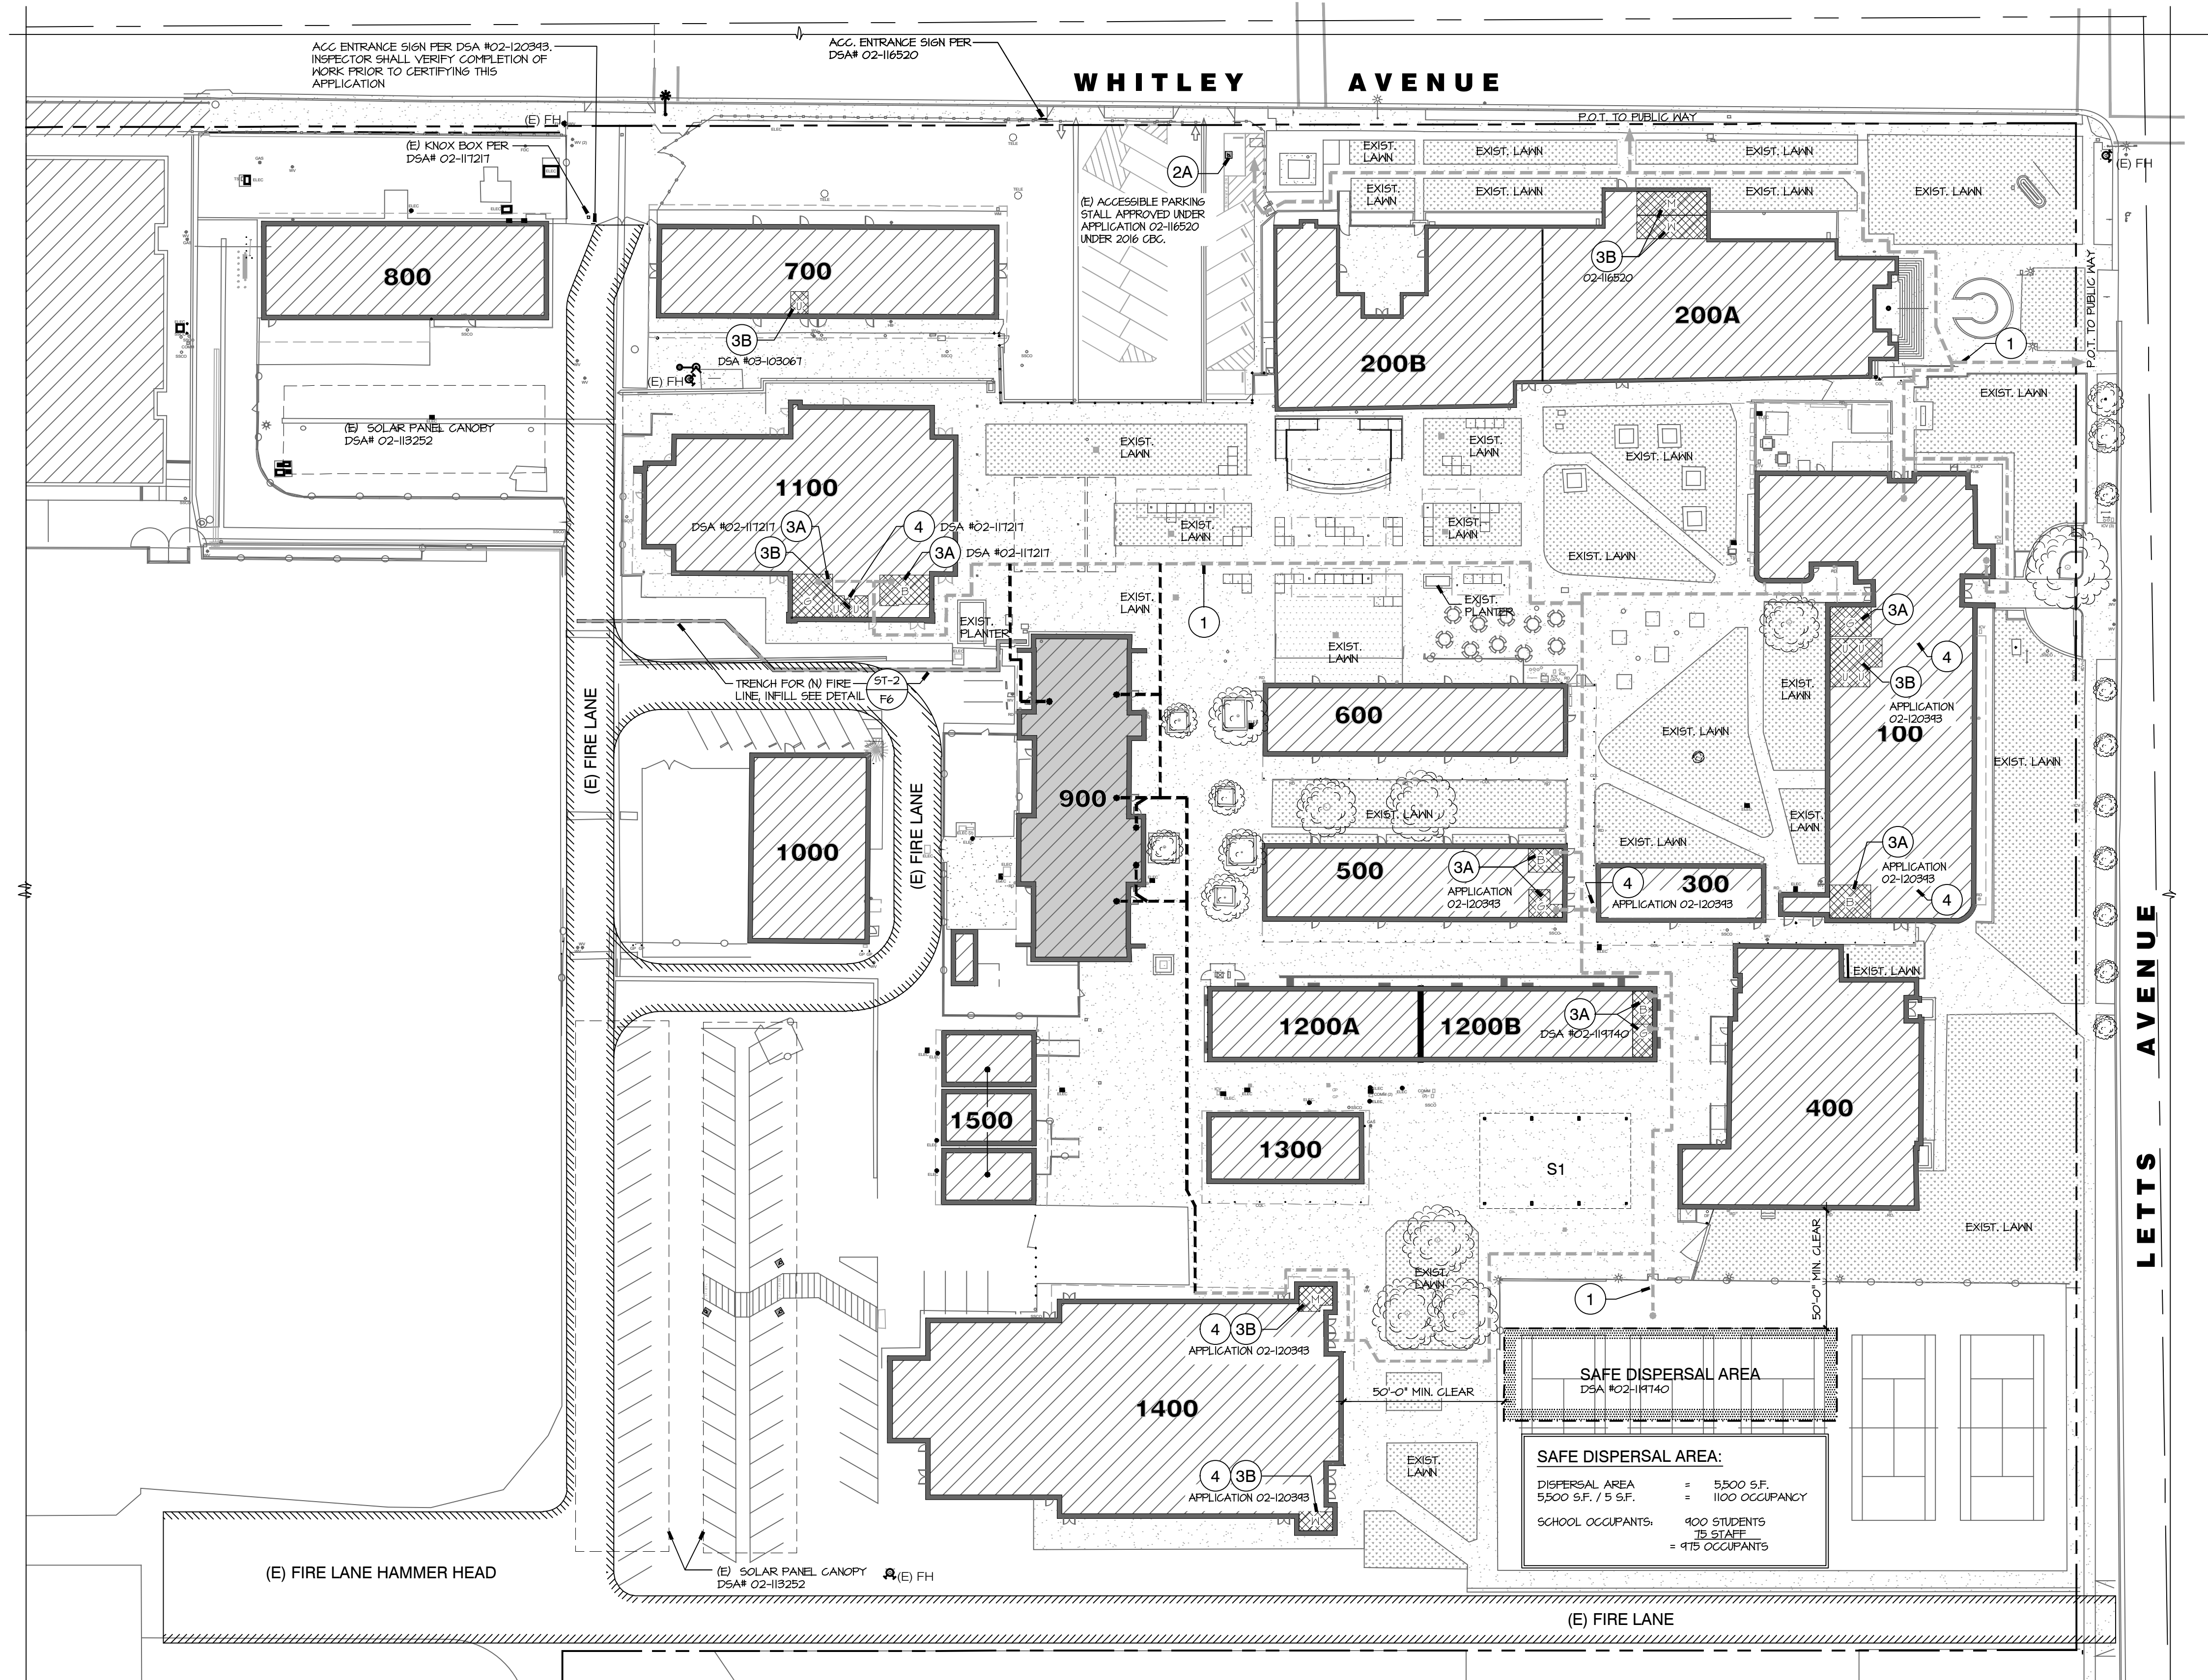 ACC ENTRANCE SIGN PER DSA #02-120393.
INSPECTOR SHALL VERIFY COMPLETION OF
WORK PRIOR TO CERTIFYING THIS
APPLICATION
ACC. ENTRANCE SIGN PER
DSA# 02-116520
WHITLEY AVENUE
(E) FH
(E) KNOX BOX PER
DSA# 02-117217
P.O.T. TO PUBLIC WAY
(E) FH
2A
(E) ACCESSIBLE PARKING
STALL APPROVED UNDER
APPLICATION 02-116520
UNDER 2016 CBC.
EXIST.
LAWN
EXIST. LAWN
EXIST. LAWN
EXIST.
LAWN
EXIST. LAWN
EXIST. LAWN
EXIST. LAWN
P.O.T. TO PUBLIC WAY
800
700
3B
DSA #03-103067
(E) FH
M
W
3B
02-116520
200A
200B
1
EXIST. LAWN
(E) SOLAR PANEL CANOPY
DSA# 02-113252
1100
DSA #02-117217
3A
4
DSA #02-117217
3B
3A
DSA #02-117217
G
U
U
B
EXIST.
LAWN
EXIST.
LAWN
EXIST.
LAWN
EXIST.
LAWN
EXIST. LAWN
EXIST. LAWN
EXIST.
LAWN
EXIST.
PLANTER
1
EXIST.
PLANTER
EXIST.
LAWN
TRENCH FOR (N) FIRE
LINE, INFILL SEE DETAIL
ST-2
F6
(E) FIRE LANE
(E) FIRE LANE
600
900
1000
EXIST. LAWN
500
3A
APPLICATION
02-120393
B
G
EXIST. LAWN
EXIST.
LAWN
EXIST.
LAWN
EXIST. LAWN
4
300
APPLICATION 02-120393
3A
4
3B
APPLICATION
02-120393
100
EXIST. LAWN
3A
APPLICATION
02-120393
4
B
EXIST. LAWN
1200A
1200B
3A
DSA #02-119740
B
G
400
1500
1300
S1
LETTS AVENUE
EXIST. LAWN
50'-0" MIN. CLEAR
EXIST.
LAWN
1
M
4
3B
APPLICATION 02-120393
1400
50'-0" MIN. CLEAR
SAFE DISPERSAL AREA
DSA #02-119740
4
3B
APPLICATION 02-120393
W
EXIST.
LAWN
SAFE DISPERSAL AREA:
DISPERSAL AREA = 5,500 S.F.
5,500 S.F. / 5 S.F. = 1100 OCCUPANCY
SCHOOL OCCUPANTS: 900 STUDENTS
75 STAFF
= 975 OCCUPANTS
(E) FIRE LANE HAMMER HEAD
(E) SOLAR PANEL CANOPY
DSA# 02-113252
(E) FH
(E) FIRE LANE